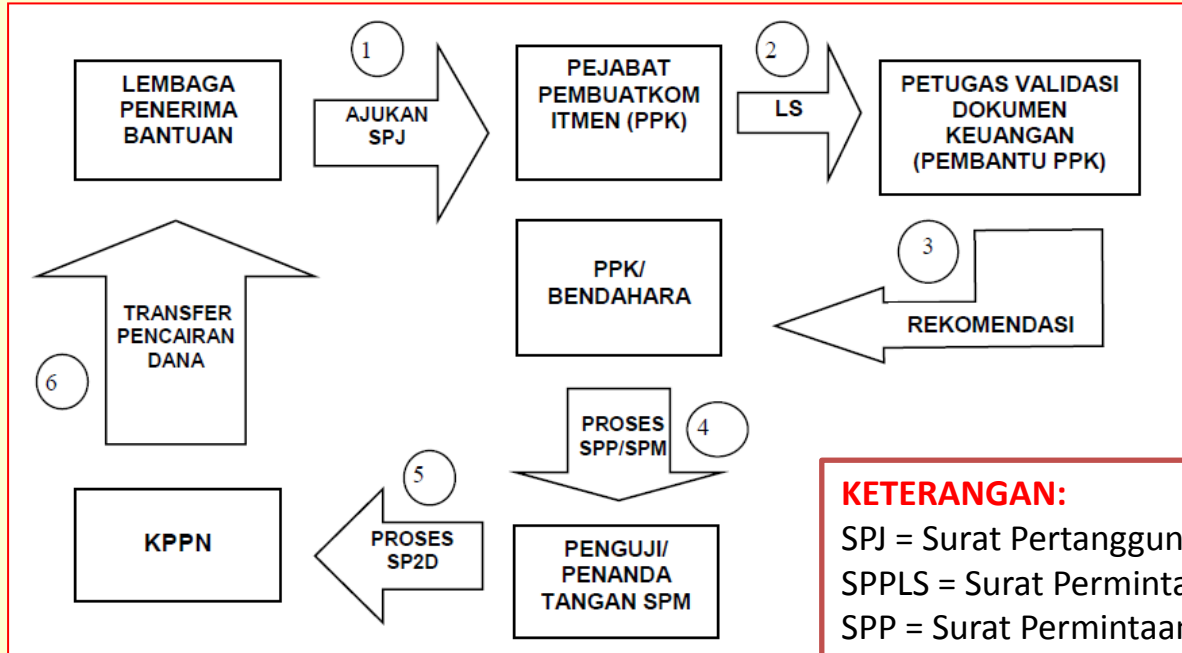 LEMBAGA
PENERIMA
BANTUAN
1
AJUKAN
SPJ
PEJABAT
PEMBUATKOM
ITMEN (PPK)
2
LS
PETUGAS VALIDASI
DOKUMEN
KEUANGAN
(PEMBANTU PPK)
3
REKOMENDASI
PPK/
BENDAHARA
4
PROSES
SPP/SPM
PENGUJI/
PENANDA
TANGAN SPM
5
PROSES
SP2D
KPPN
6
TRANSFER
PENCAIRAN
DANA
KETERANGAN:
SPJ = Surat Pertanggun
SPPLS = Surat Perminta
SPP = Surat Permintaan